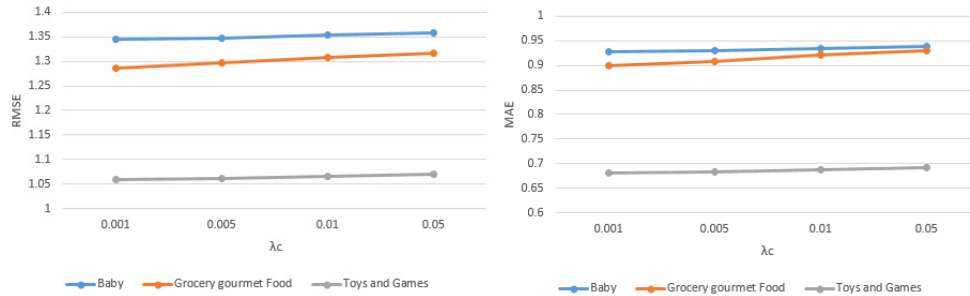 1.4
1.35
1.3
1.25
1.2
1.15
1.1
1.05
1
RMSE
0.001 0.005 0.01 0.05
λc
Baby Grocery gourmet Food Toys and Games
1
0.95
0.9
0.85
0.8
0.75
0.7
0.65
0.6
MAE
0.001 0.005 0.01 0.05
λc
Baby Grocery gourmet Food Toys and Games